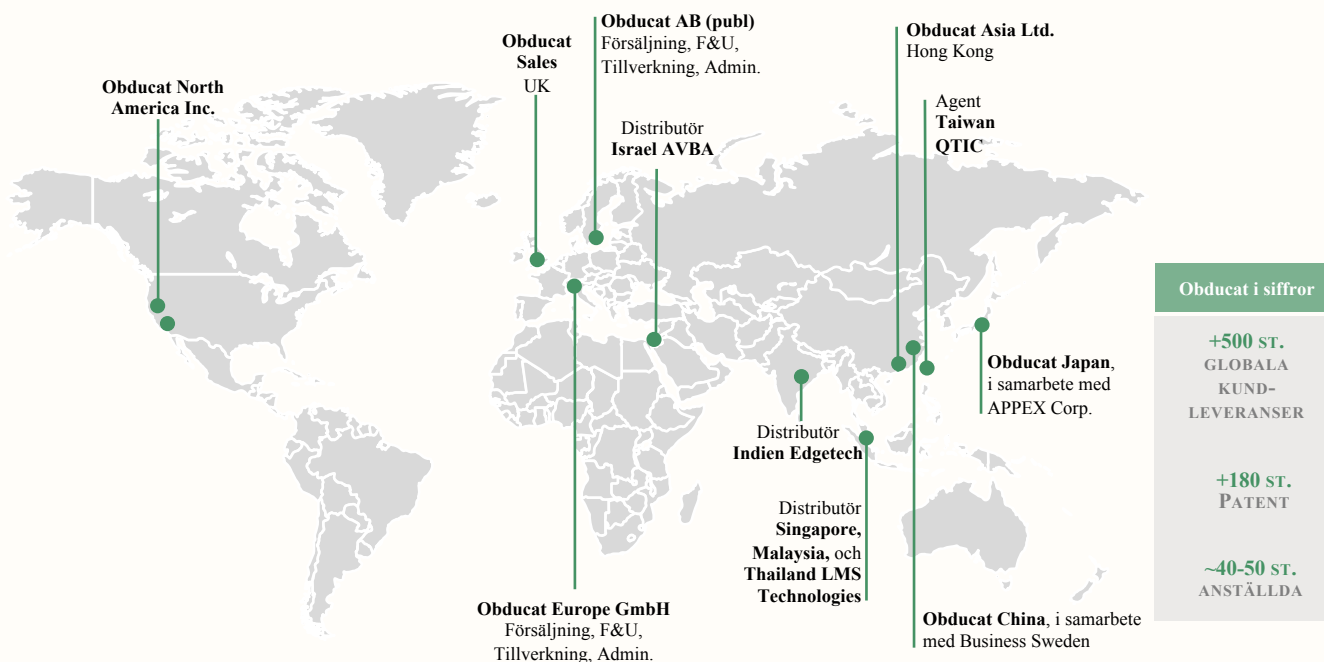 Obducat North
America Inc.
Obducat
Sales
UK
Obducat AB (publ)
Försäljning, F&U,
Tillverkning, Admin.
Distributör
Israel AVBA
Obducat Asia Ltd.
Hong Kong
Agent
Taiwan
QTIC
Obducat Japan,
i samarbete med
APPEX Corp.
Distributör
Indien Edgetech
Distributör
Singapore,
Malaysia, och
Thailand LMS
Technologies
Obducat Europe GmbH
Försäljning, F&U,
Tillverkning, Admin.
Obducat China, i samarbete
med Business Sweden
Obducat i siffror
+500 ST.
GLOBALA
KUND-
LEVERANSER
+180 ST.
PATENT
~40-50 ST.
ANSTÄLLDA